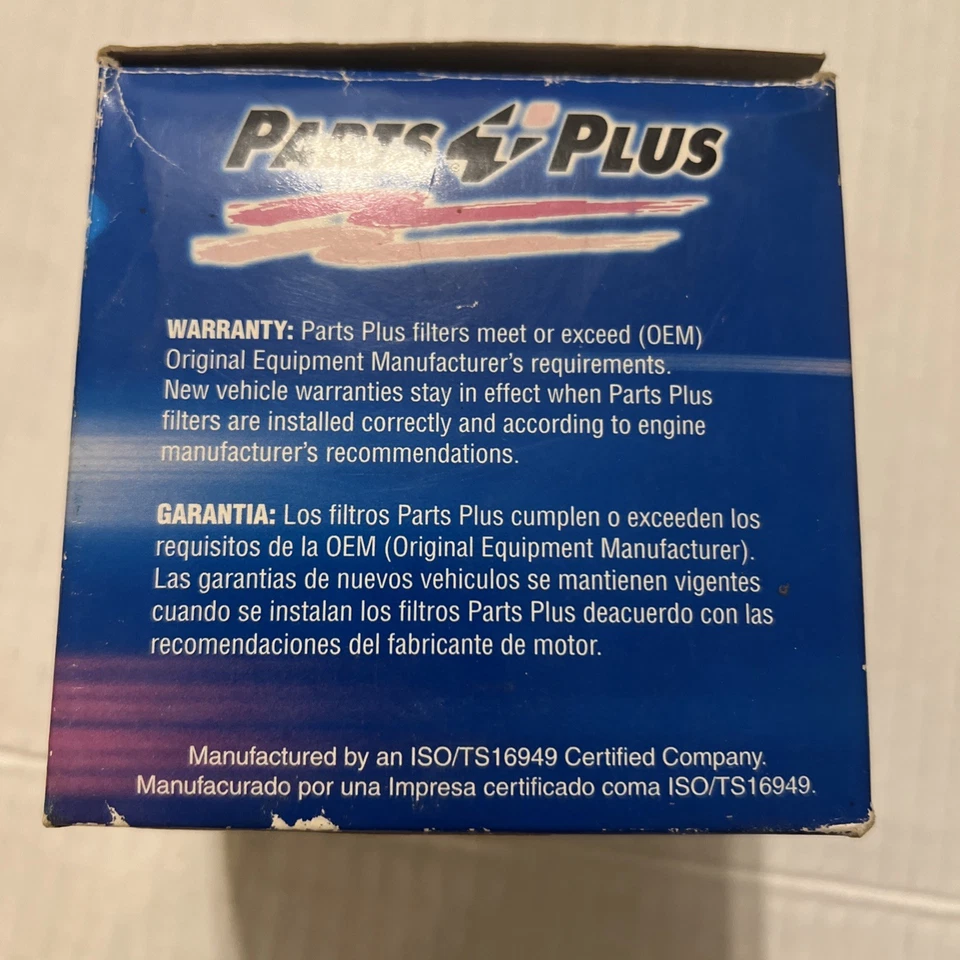 PARTS PLUS
WARRANTY: Parts Plus filters meet or exceed (OEM)
Original Equipment Manufacturer's requirements.
New vehicle warranties stay in effect when Parts Plus
filters are installed correctly and according to engine
manufacturer's recommendations.
GARANTIA: Los filtros Parts Plus cumplen o exceeden los
requisitos de la OEM (Original Equipment Manufacturer).
Las garantias de nuevos vehiculos se mantienen vigentes
cuando se instalan los filtros Parts Plus deacuerdo con las
recomendaciones del fabricante de motor.
Manufactured by an ISO/TS16949 Certified Company.
Manufacurado por una Impresa certificado coma ISO/TS16949.